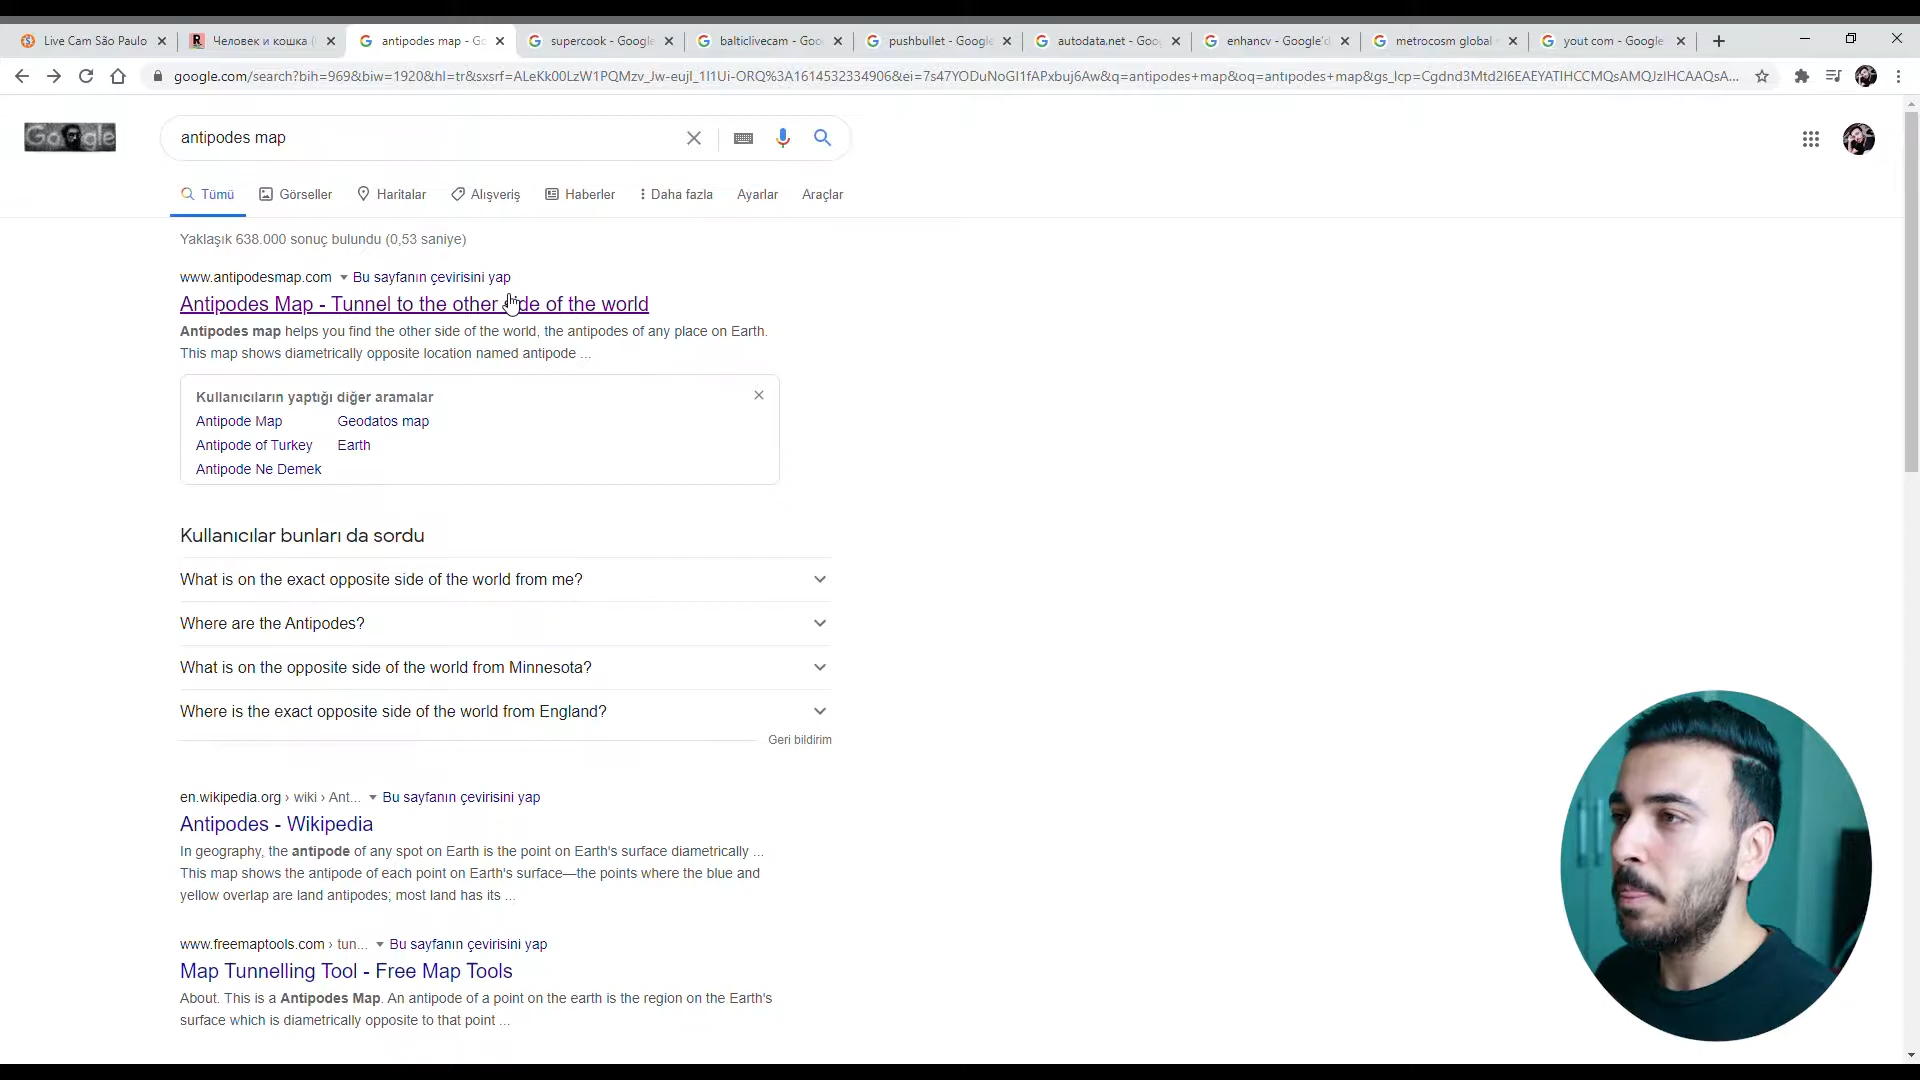 Live Cam São Paulo
Человек и кошка (
antipodes map - Go
supercook - Google
balticlivecam - Goo
pushbullet - Google
autodata.net - Goog
enhancv - Google'd
metrocosm global
yout com - Google
google.com/search?bih=969&biw=1920&hl=tr&sxsrf=ALeKk00LzW1PQMzv_Jw-eujI_1I1Ui-ORQ%3A1614532334906&ei=7s47YODuNoGI1fAPxbuj6Aw&q=antipodes+map&oq=antipodes+map&gs_lcp=Cgdnd3Mtd2l6EAEYATIHCCMQsAMQJzIHCAAQsA...
Google
antipodes map
Tümü
Görseller
Haritalar
Alışveriş
Haberler
Daha fazla
Ayarlar
Araçlar
Yaklaşık 638.000 sonuç bulundu (0,53 saniye)
www.antipodesmap.com Bu sayfanın çevirisini yap
Antipodes Map - Tunnel to the other side of the world
Antipodes map helps you find the other side of the world, the antipodes of any place on Earth.
This map shows diametrically opposite location named antipode ...
Kullanıcıların yaptığı diğer aramalar
Antipode Map Geodatos map
Antipode of Turkey Earth
Antipode Ne Demek
Kullanıcılar bunları da sordu
What is on the exact opposite side of the world from me?
Where are the Antipodes?
What is on the opposite side of the world from Minnesota?
Where is the exact opposite side of the world from England?
Geri bildirim
en.wikipedia.org › wiki › Ant... Bu sayfanın çevirisini yap
Antipodes - Wikipedia
In geography, the antipode of any spot on Earth is the point on Earth's surface diametrically ...
This map shows the antipode of each point on Earth's surface—the points where the blue and
yellow overlap are land antipodes; most land has its ...
www.freemaptools.com › tun... Bu sayfanın çevirisini yap
Map Tunnelling Tool - Free Map Tools
About. This is a Antipodes Map. An antipode of a point on the earth is the region on the Earth's
surface which is diametrically opposite to that point ...